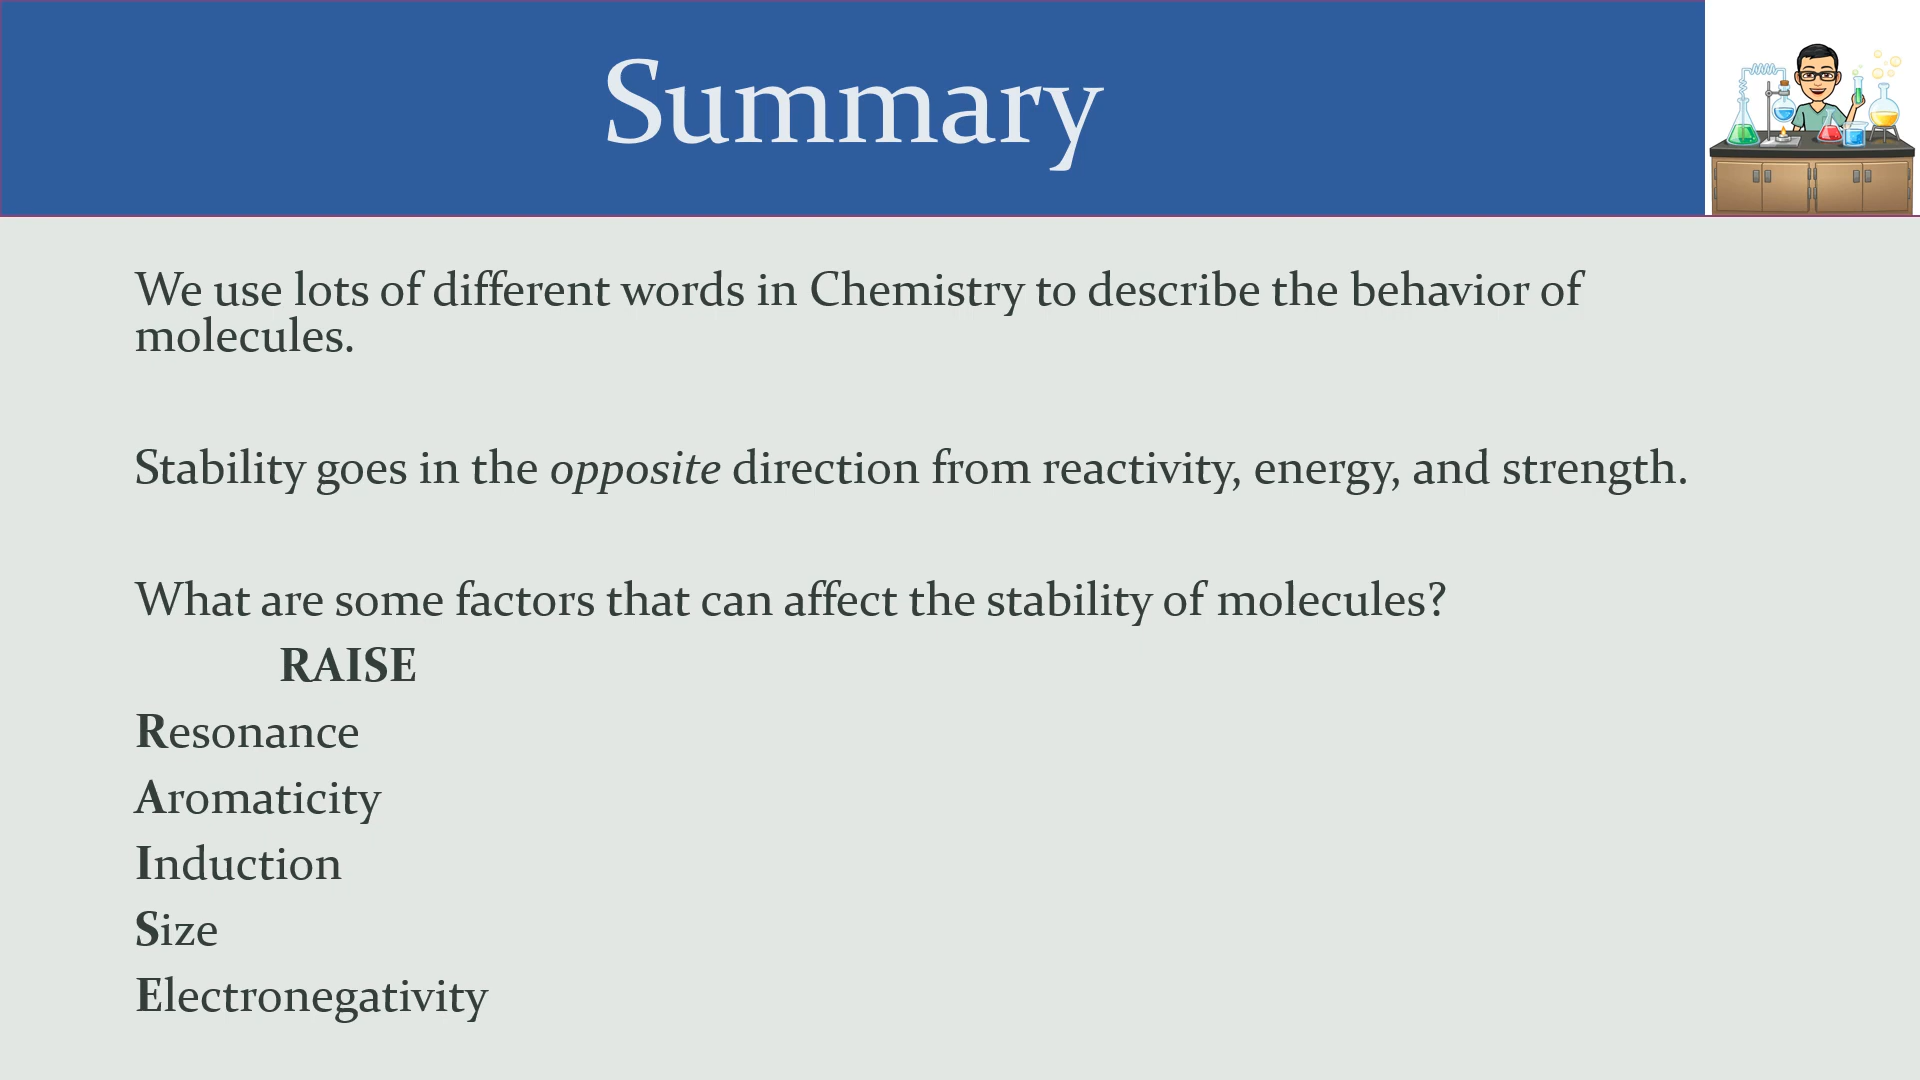 Summary
We use lots of different words in Chemistry to describe the behavior of
molecules.
Stability goes in the opposite direction from reactivity, energy, and strength.
What are some factors that can affect the stability of molecules?
RAISE
Resonance
Aromaticity
Induction
Size
Electronegativity